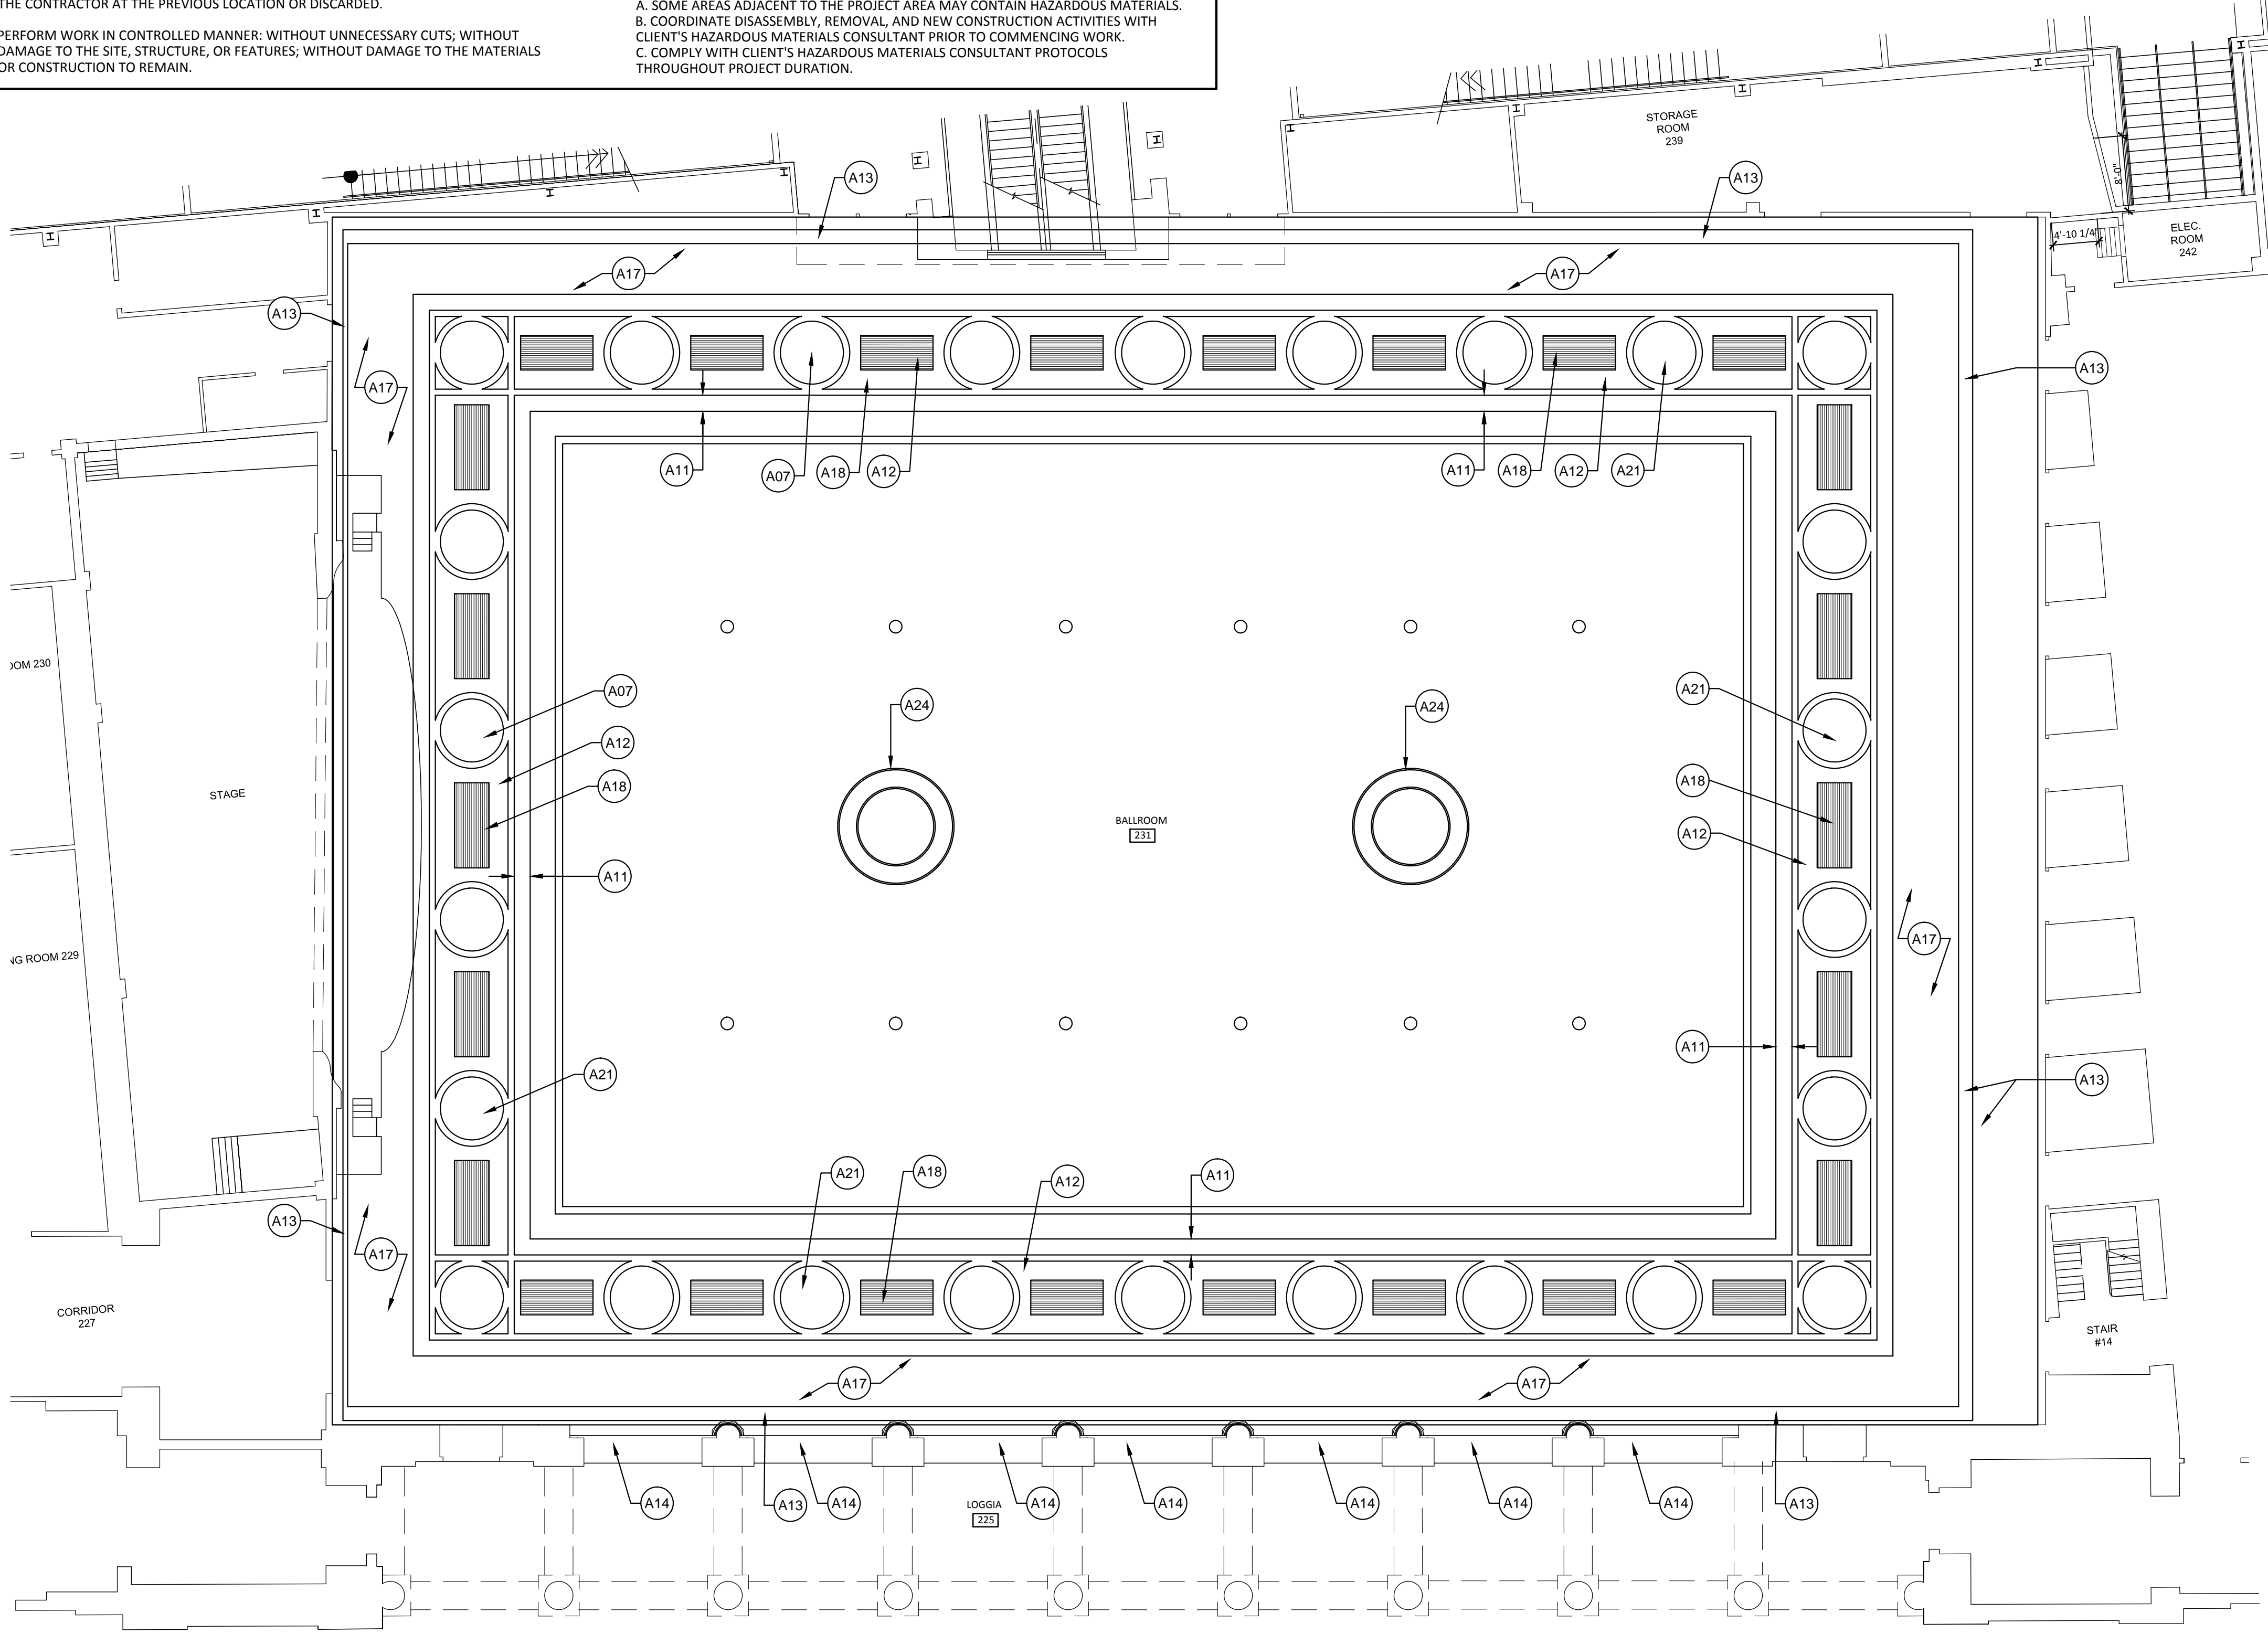 THE CONTRACTOR AT THE PREVIOUS LOCATION OR DISCARDED.
PERFORM WORK IN CONTROLLED MANNER: WITHOUT UNNECESSARY CUTS; WITHOUT
DAMAGE TO THE SITE, STRUCTURE, OR FEATURES; WITHOUT DAMAGE TO THE MATERIALS
OR CONSTRUCTION TO REMAIN.
A. SOME AREAS ADJACENT TO THE PROJECT AREA MAY CONTAIN HAZARDOUS MATERIALS.
B. COORDINATE DISASSEMBLY, REMOVAL, AND NEW CONSTRUCTION ACTIVITIES WITH
CLIENT'S HAZARDOUS MATERIALS CONSULTANT PRIOR TO COMMENCING WORK.
C. COMPLY WITH CLIENT'S HAZARDOUS MATERIALS CONSULTANT PROTOCOLS
THROUGHOUT PROJECT DURATION.
STORAGE
ROOM
239
8'-0"
4'-10 1/4"
ELEC.
ROOM
242
A13
A13
A17
A17
A13
A17
A13
A11
A07
A18
A12
A11
A18
A12
A21
OOM 230
A07
A24
A24
A21
A12
A18
A18
STAGE
BALLROOM
231
A12
A11
NG ROOM 229
A17
A11
A21
A13
A21
A18
A12
A11
A13
A17
CORRIDOR
227
STAIR
#14
A17
A17
A14
A13
A14
LOGGIA
225
A14
A14
A14
A14
A14
A13